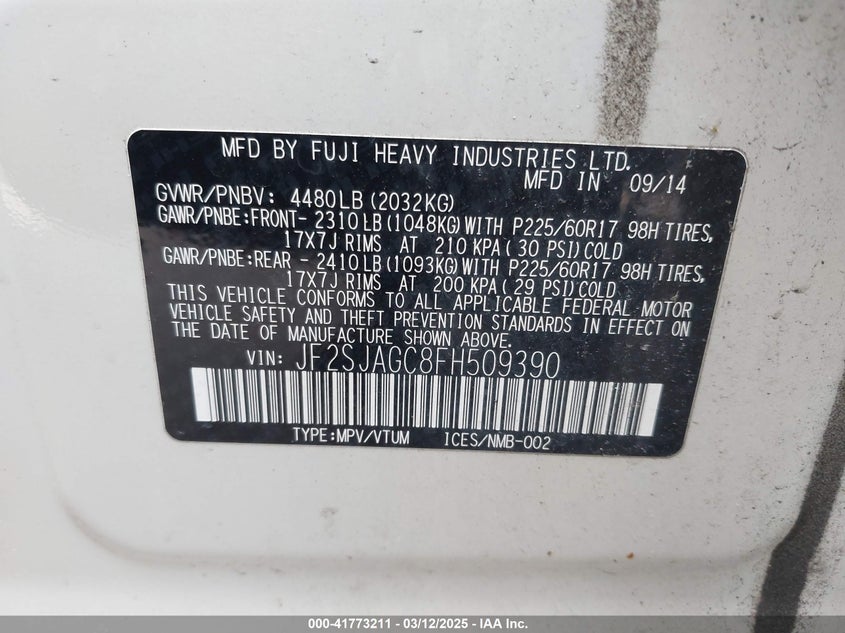 MFD BY FUJI HEAVY INDUSTRIES LTD.
MFD IN 09/14
GVWR/PNBV: 4480LB (2032KG)
GAWR/PNBE:FRONT- 2310LB (1048KG) WITH P225/60R17 98H TIRES,
17X7J RIMS AT 210 KPA ( 30 PSI) COLD
GAWR/PNBE:REAR - 2410LB (1093KG) WITH P225/60R17 98H TIRES,
17X7J RIMS AT 200 KPA ( 29 PSI) COLD
THIS VEHICLE CONFORMS TO ALL APPLICABLE FEDERAL MOTOR
VEHICLE SAFETY AND THEFT PREVENTION STANDARDS IN EFFECT ON
THE DATE OF MANUFACTURE SHOWN ABOVE.
VIN: JF2SJAGC8FH509390
TYPE:MPV/VTUM ICES/NMB-002
000-41773211 - 03/12/2025 - IAA Inc.